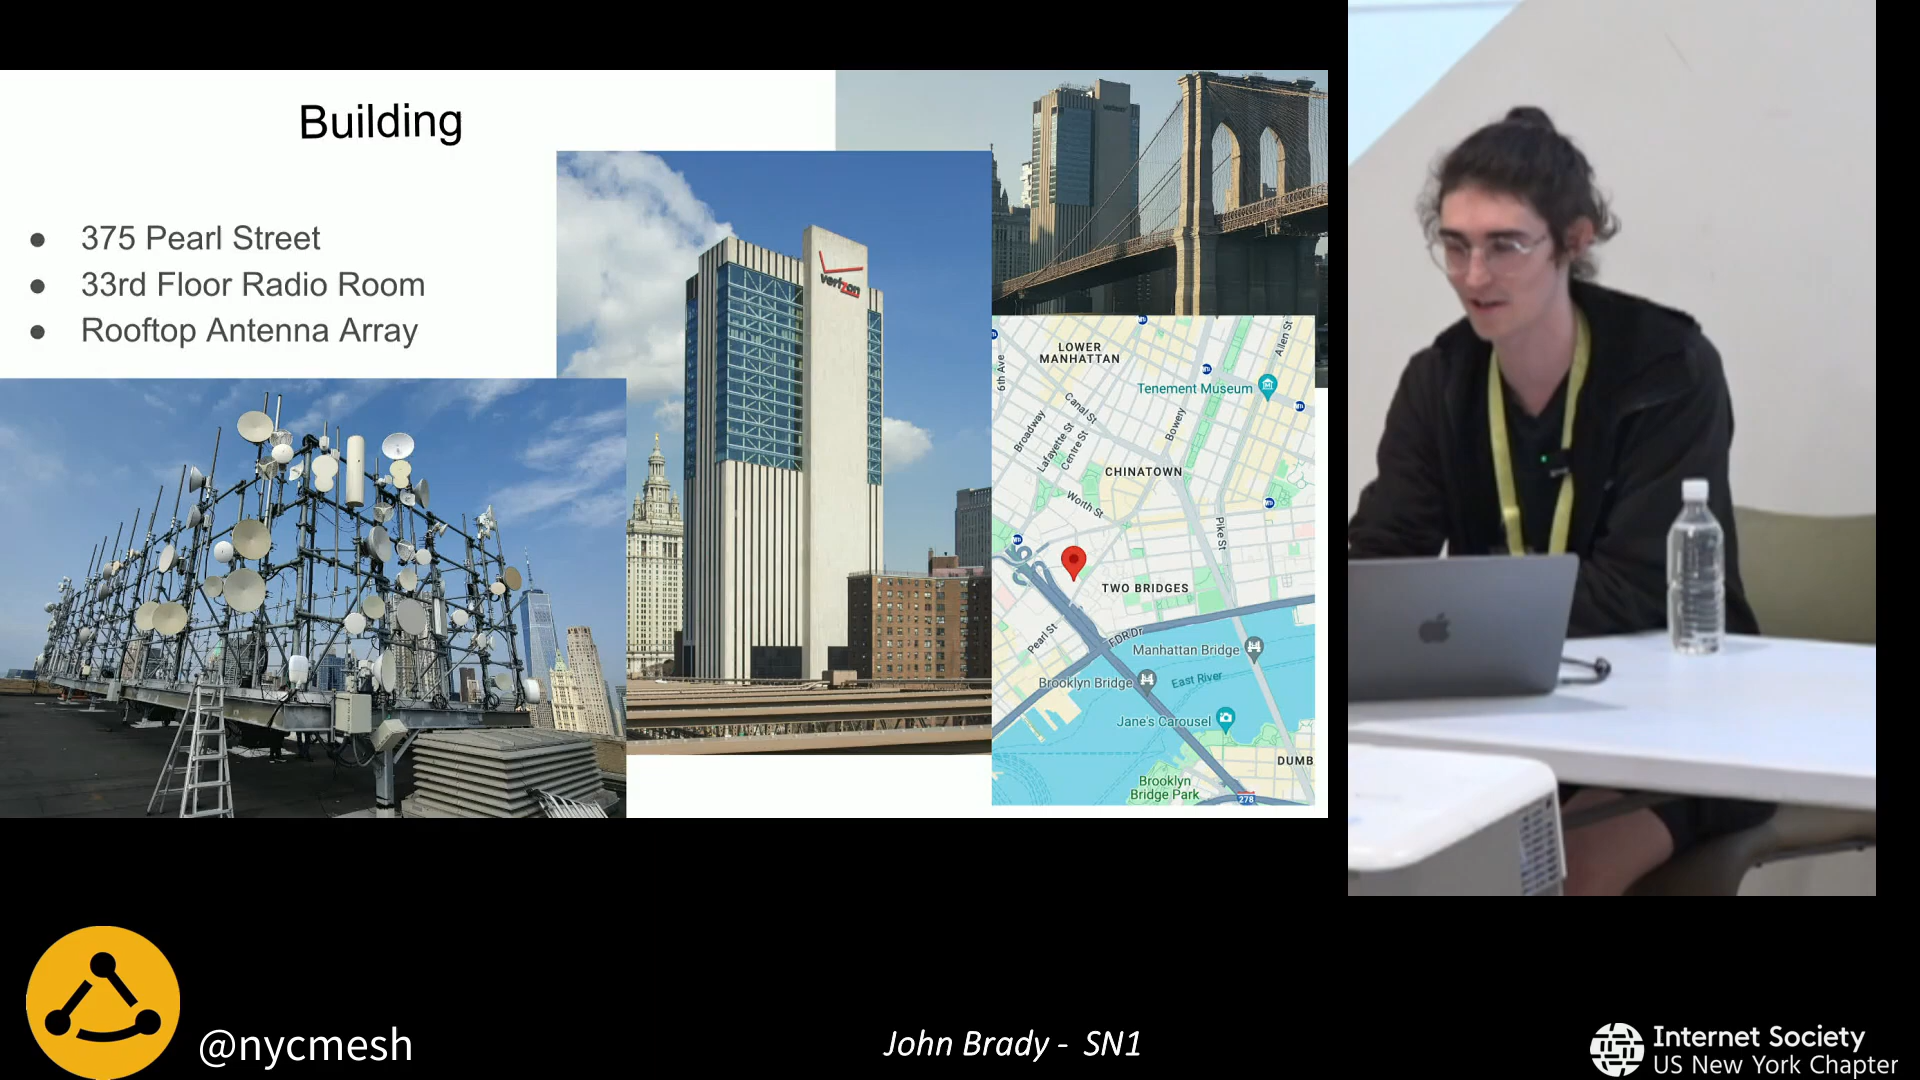 Building
375 Pearl Street
33rd Floor Radio Room
Rooftop Antenna Array
verizon
LOWER
MANHATTAN
6th Ave
Allen St
Tenement Museum
Canal St
Broadway
Lafayette St
Centre St
Bowery
CHINATOWN
Worth St
Pike St
TWO BRIDGES
Pearl St
FDR Dr
Manhattan Bridge
Brooklyn Bridge
East River
Jane's Carousel
DUMB
Brooklyn
Bridge Park
278
@nycmesh
John Brady - SN1
Internet Society
US New York Chapter